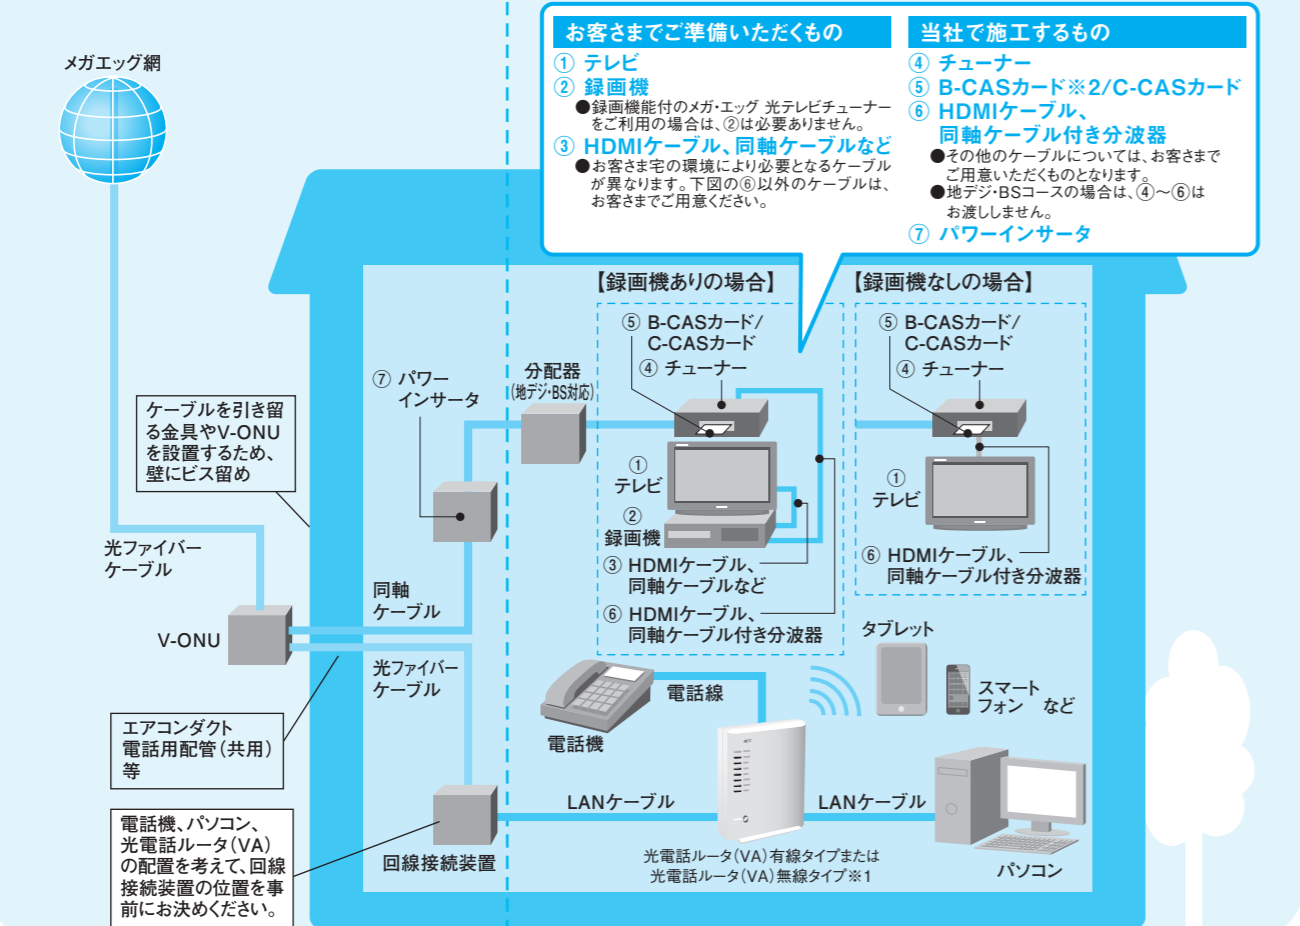 お客さまでご準備いただくもの
① テレビ
② 録画機
●録画機能付のメガ・エッグ 光テレビチューナー
をご利用の場合は、②は必要ありません。
③ HDMIケーブル、同軸ケーブルなど
●お客さま宅の環境により必要となるケーブル
が異なります。下図の⑥以外のケーブルは、
お客さまでご用意ください。
当社で施工するもの
④ チューナー
⑤ B-CASカード※2/C-CASカード
⑥ HDMIケーブル、
同軸ケーブル付き分波器
●その他のケーブルについては、お客さまで
ご用意いただくものとなります。
●地デジ・BSコースの場合は、④～⑥は
お渡ししません。
⑦ パワーインサータ
メガエッグ網
【録画機ありの場合】
⑤ B-CASカード/
C-CASカード
④ チューナー
①
テレビ
②
録画機
③ HDMIケーブル、
同軸ケーブルなど
⑥ HDMIケーブル、
同軸ケーブル付き分波器
【録画機なしの場合】
⑤ B-CASカード/
C-CASカード
④ チューナー
①
テレビ
⑥ HDMIケーブル、
同軸ケーブル付き分波器
分配器
(地デジ・BS対応)
⑦ パワー
インサータ
ケーブルを引き留
る金具やV-ONU
を設置するため、
壁にビス留め
光ファイバー
ケーブル
同軸
ケーブル
V-ONU
光ファイバー
ケーブル
エアコンダクト
電話用配管(共用)
等
電話機、パソコン、
光電話ルータ(VA)
の配置を考えて、回線
接続装置の位置を事
前にお決めください。
回線接続装置
電話機
電話線
タブレット
スマート
フォン など
LANケーブル
LANケーブル
光電話ルータ(VA)有線タイプまたは
光電話ルータ(VA)無線タイプ※1
パソコン